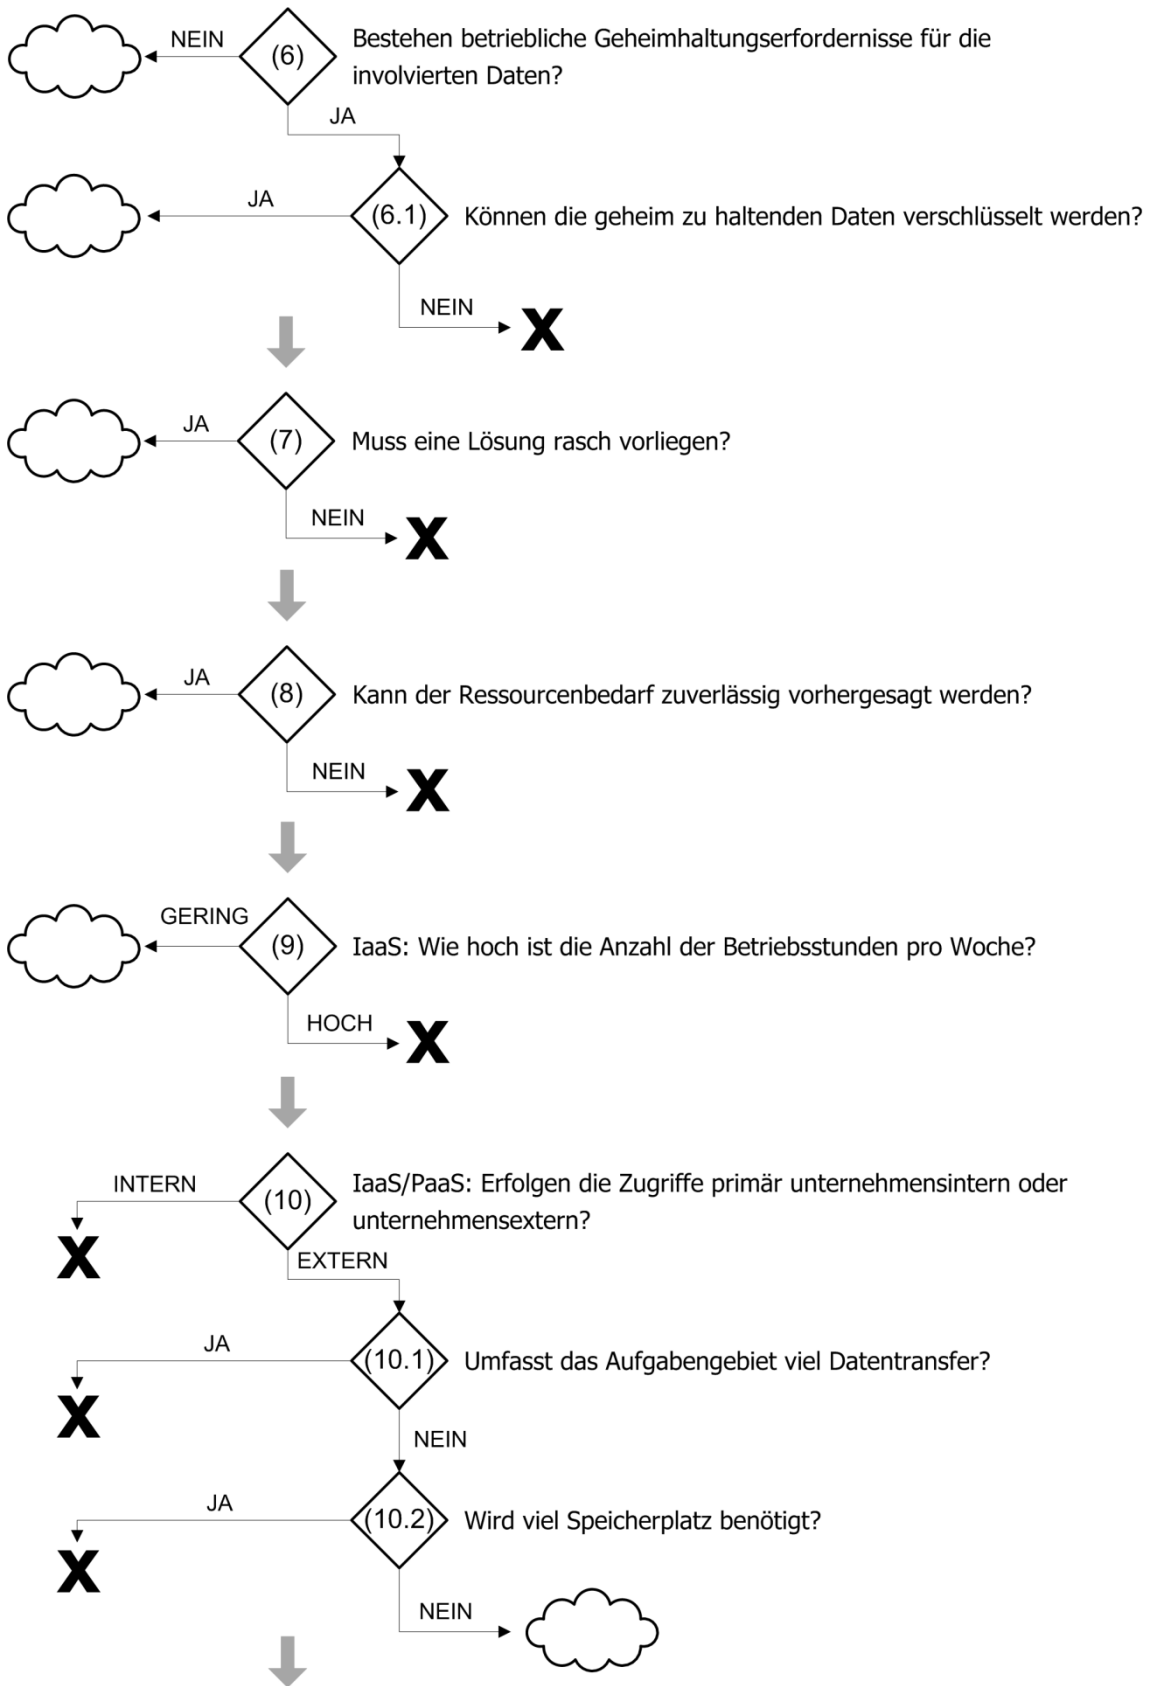 NEIN
(6)
Bestehen betriebliche Geheimhaltungserfordernisse für die
involvierten Daten?
JA
JA
(6.1)
Können die geheim zu haltenden Daten verschlüsselt werden?
NEIN
X
JA
(7)
Muss eine Lösung rasch vorliegen?
NEIN
X
JA
(8)
Kann der Ressourcenbedarf zuverlässig vorhergesagt werden?
NEIN
X
GERING
(9)
IaaS: Wie hoch ist die Anzahl der Betriebsstunden pro Woche?
HOCH
X
INTERN
(10)
IaaS/PaaS: Erfolgen die Zugriffe primär unternehmensintern oder
unternehmensextern?
X
EXTERN
JA
(10.1)
Umfasst das Aufgabengebiet viel Datentransfer?
X
NEIN
JA
(10.2)
Wird viel Speicherplatz benötigt?
X
NEIN